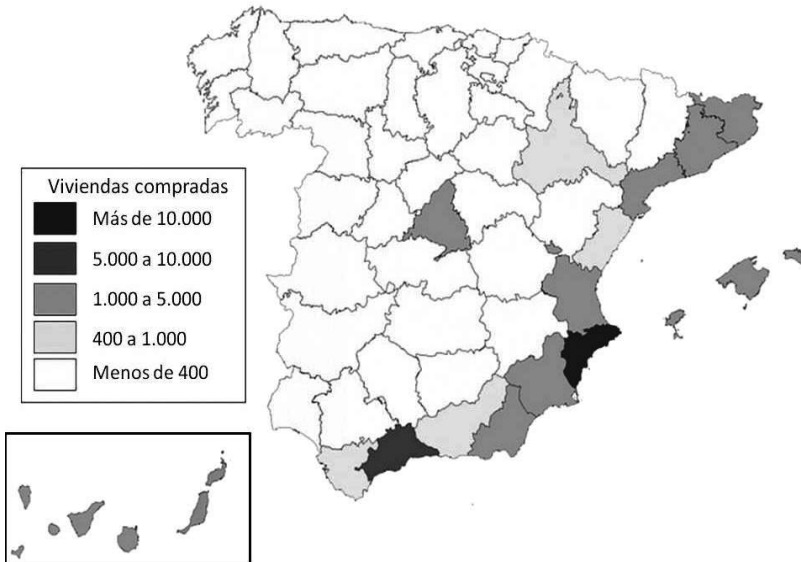 Viviendas compradas
Más de 10.000
5.000 a 10.000
1.000 a 5.000
400 a 1.000
Menos de 400